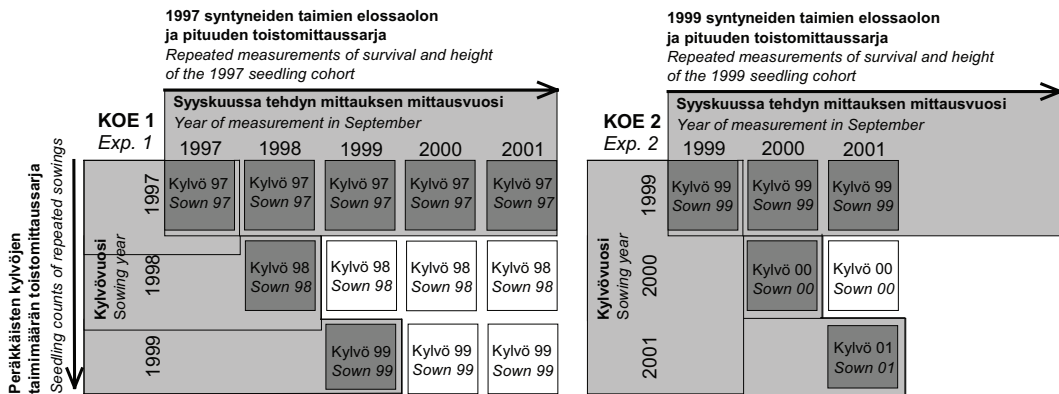 1997 syntyneiden taimien elossaolon
ja pituuden toistomittaussarja
Repeated measurements of survival and height
of the 1997 seedling cohort
Syyskuussa tehdyn mittauksen mittausvuosi
Year of measurement in September
KOE 1
Exp. 1
1997 1998 1999 2000 2001
Peräkkäisten kylvöjen
taimimäärän toistomittaussarja
Seedling counts of repeated sowings
Kylvövuosi
Sowing year
1997
Kylvö 97 Kylvö 97 Kylvö 97 Kylvö 97 Kylvö 97
Sown 97 Sown 97 Sown 97 Sown 97 Sown 97
1998
Kylvö 98 Kylvö 98 Kylvö 98 Kylvö 98
Sown 98 Sown 98 Sown 98 Sown 98
1999
Kylvö 99 Kylvö 99 Kylvö 99
Sown 99 Sown 99 Sown 99
1999 syntyneiden taimien elossaolon
ja pituuden toistomittaussarja
Repeated measurements of survival and height
of the 1999 seedling cohort
Syyskuussa tehdyn mittauksen mittausvuosi
Year of measurement in September
KOE 2
Exp. 2
1999 2000 2001
Kylvövuosi
Sowing year
1999
Kylvö 99 Kylvö 99 Kylvö 99
Sown 99 Sown 99 Sown 99
2000
Kylvö 00 Kylvö 00
Sown 00 Sown 00
2001
Kylvö 01
Sown 01